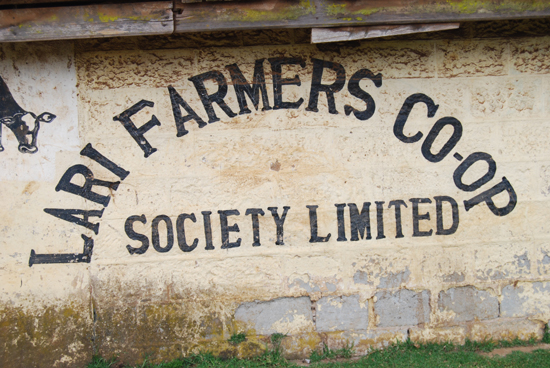 LARI FARMERS CO-OP
SOCIETY LIMITED